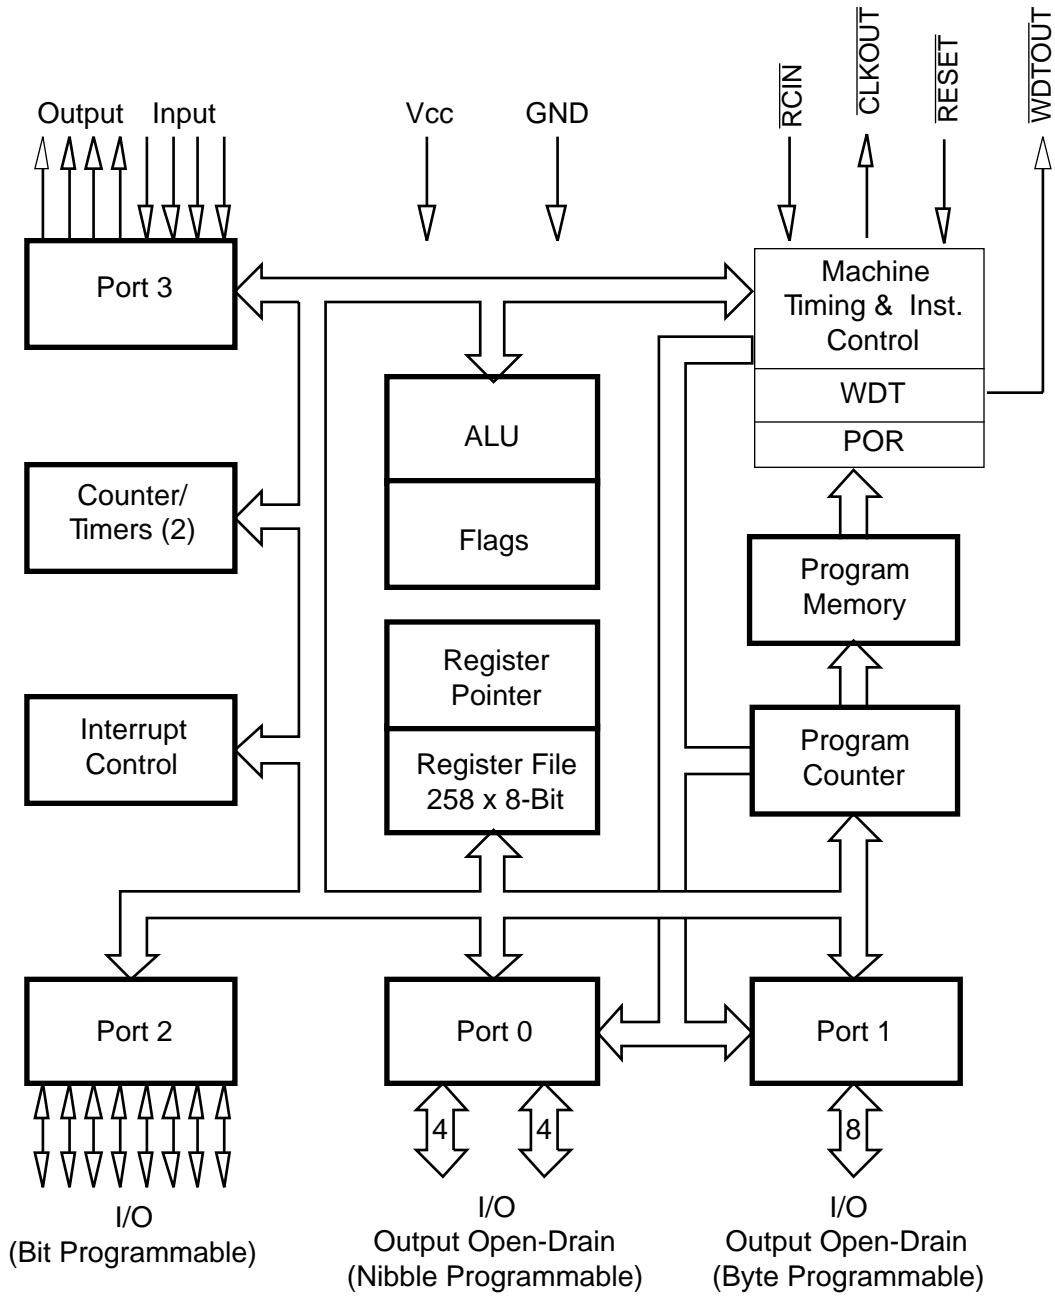 RCIN
CLKOUT
RESET
WDTOUT
Output
Input
Vcc
GND
Port 3
Machine
Timing & Inst.
Control
WDT
POR
ALU
Flags
Counter/
Timers (2)
Program
Memory
Register
Pointer
Register File
258 x 8-Bit
Interrupt
Control
Program
Counter
Port 2
Port 0
Port 1
4
4
8
I/O
(Bit Programmable)
I/O
Output Open-Drain
(Nibble Programmable)
I/O
Output Open-Drain
(Byte Programmable)